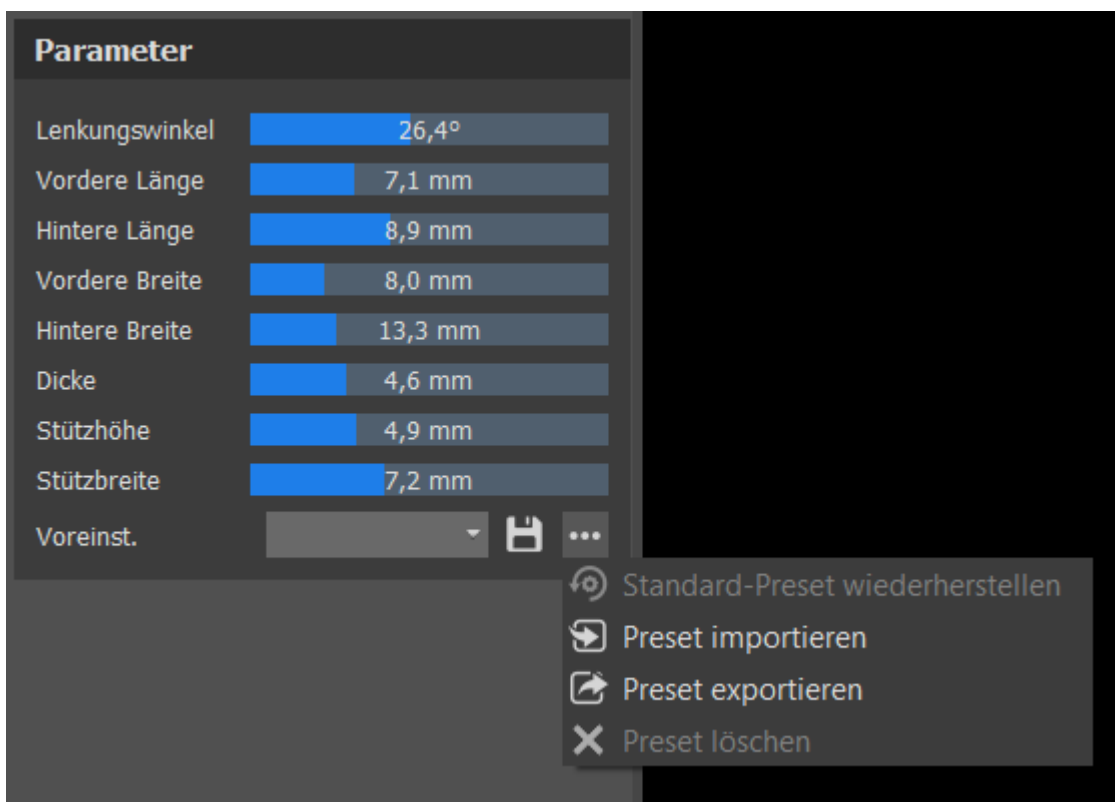 Parameter
Lenkungswinkel 26,4º
Vordere Länge 7,1 mm
Hintere Länge 8,9 mm
Vordere Breite 8,0 mm
Hintere Breite 13,3 mm
Dicke 4,6 mm
Stützhöhe 4,9 mm
Stützbreite 7,2 mm
Voreinst.
Standard-Preset wiederherstellen
Preset importieren
Preset exportieren
Preset löschen